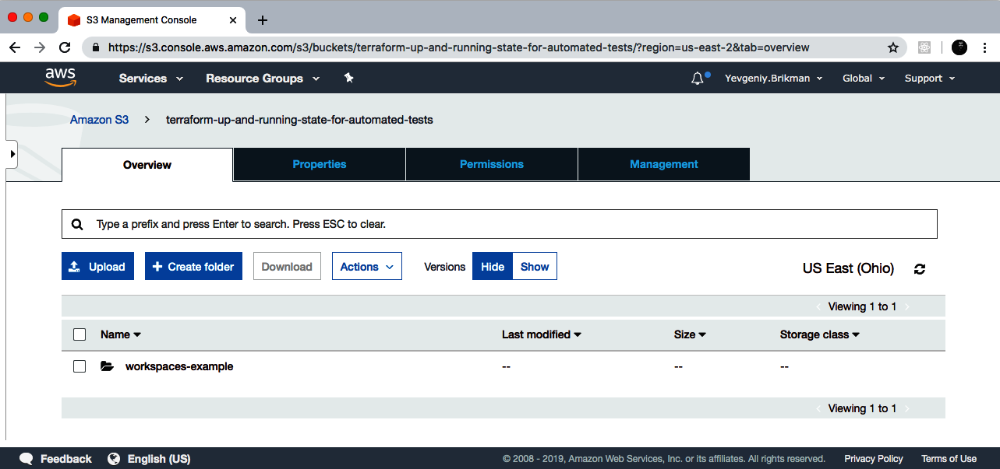 S3 Management Console
https://s3.console.aws.amazon.com/s3/buckets/terraform-up-and-running-state-for-automated-tests/?region=us-east-2&tab=overview
aws Services Resource Groups Yevgeniy.Brikman Global Support
Amazon S3 > terraform-up-and-running-state-for-automated-tests
Overview Properties Permissions Management
Type a prefix and press Enter to search. Press ESC to clear.
Upload Create folder Download Actions Versions Hide Show US East (Ohio)
Viewing 1 to 1
Name Last modified Size Storage class
workspaces-example -- -- --
Viewing 1 to 1
Feedback English (US) © 2008 - 2019, Amazon Web Services, Inc. or its affiliates. All rights reserved. Privacy Policy Terms of Use